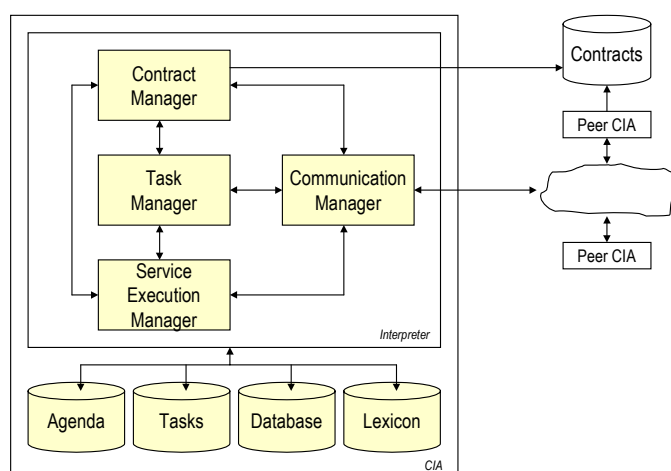 Contract
Manager
Contracts
Peer CIA
Task
Manager
Communication
Manager
Peer CIA
Service
Execution
Manager
Interpreter
Agenda
Tasks
Database
Lexicon
CIA